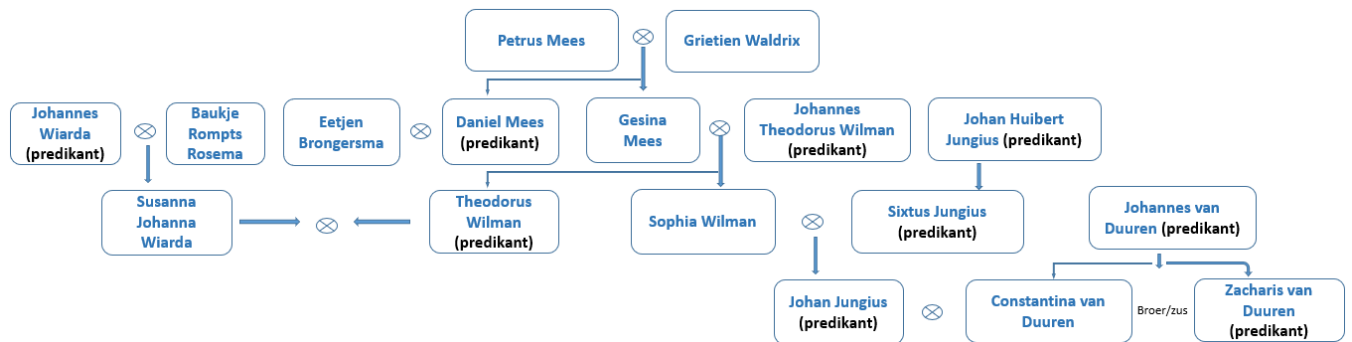 Petrus Mees
Grietien Waldrix
Johannes
Wiarda
(predikant)
Baukje
Rompts
Rosema
Eetjen
Brongersma
Daniel Mees
(predikant)
Gesina
Mees
Johannes
Theodorus Wilman
(predikant)
Johan Huibert
Jungius (predikant)
Susanna
Johanna
Wiarda
Theodorus
Wilman
(predikant)
Sophia Wilman
Sixtus Jungius
(predikant)
Johannes van
Duuren (predikant)
Johan Jungius
(predikant)
Constantina van
Duuren
Broer/zus
Zacharis van
Duuren
(predikant)